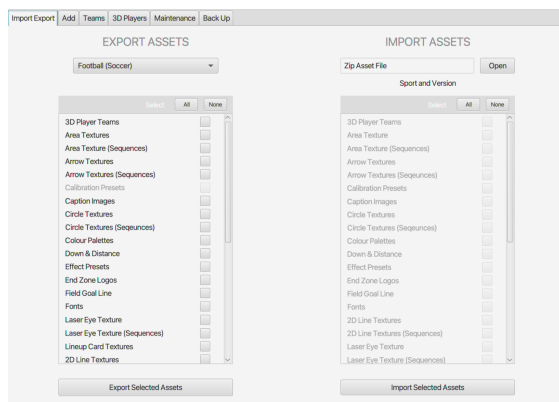 Import Export Add Teams 3D Players Maintenance Back Up
EXPORT ASSETS
Football (Soccer)
Select All None
3D Player Teams
Area Textures
Area Texture (Sequences)
Arrow Textures
Arrow Textures (Sequences)
Calibration Presets
Caption Images
Circle Textures
Circle Textures (Seqeunces)
Colour Palettes
Down & Distance
Effect Presets
End Zone Logos
Field Goal Line
Fonts
Laser Eye Texture
Laser Eye Texture (Sequences)
Lineup Card Textures
2D Line Textures
Export Selected Assets
IMPORT ASSETS
Zip Asset File Open
Sport and Version
Select All None
3D Player Teams
Area Texture
Area Texture (Sequences)
Arrow Textures
Arrow Textures (Seqeunces)
Calibration Presets
Caption Images
Circle Textures
Circle Textures (Seqeunces)
Colour Palettes
Down & Distance
Effect Presets
End Zone Logos
Field Goal Line
Fonts
2D Line Textures
2D Line Textures (Sequences)
Laser Eye Texture
Laser Eye Texture (Sequences)
Import Selected Assets